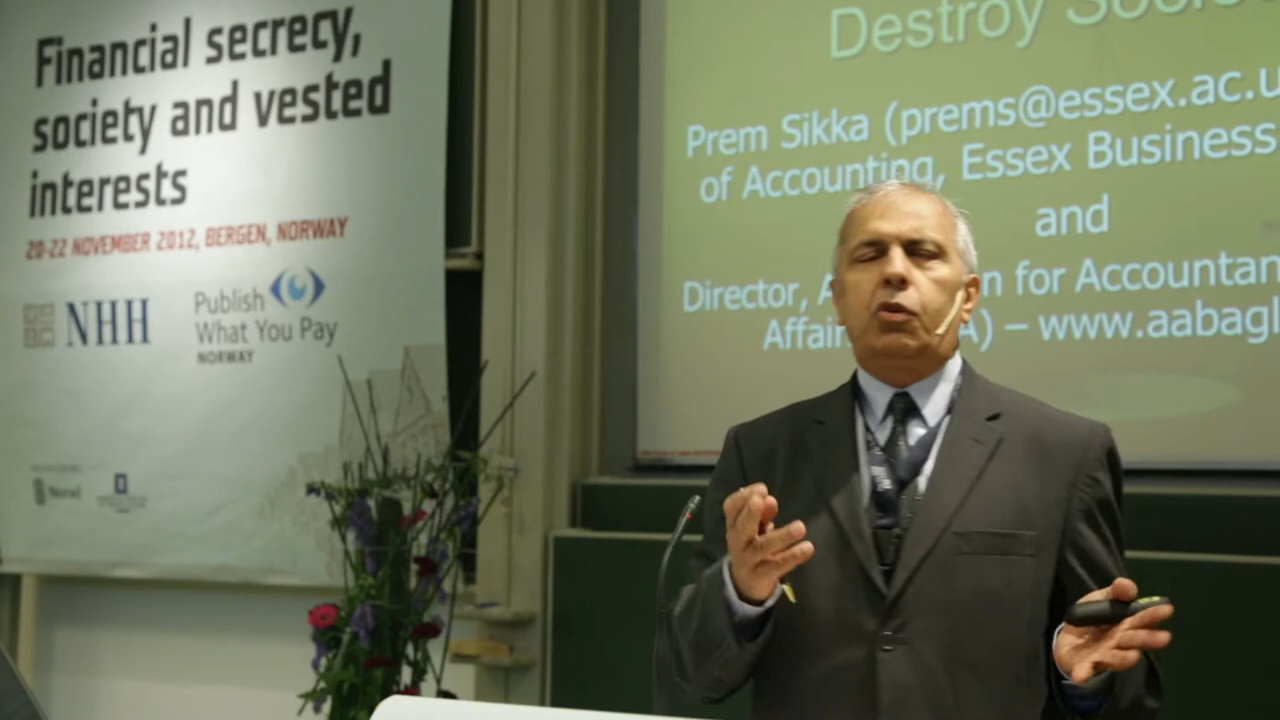 Financial secrecy,
society and vested
interests
20-22 NOVEMBER 2012, BERGEN, NORWAY
NHH
Publish
What You Pay
NORWAY
Norad
Destroy
Prem Sikka (prems@essex.ac.u
of Accounting, Essex Business
and
Director, A n for Accountan
Affair A) – www.aabagl